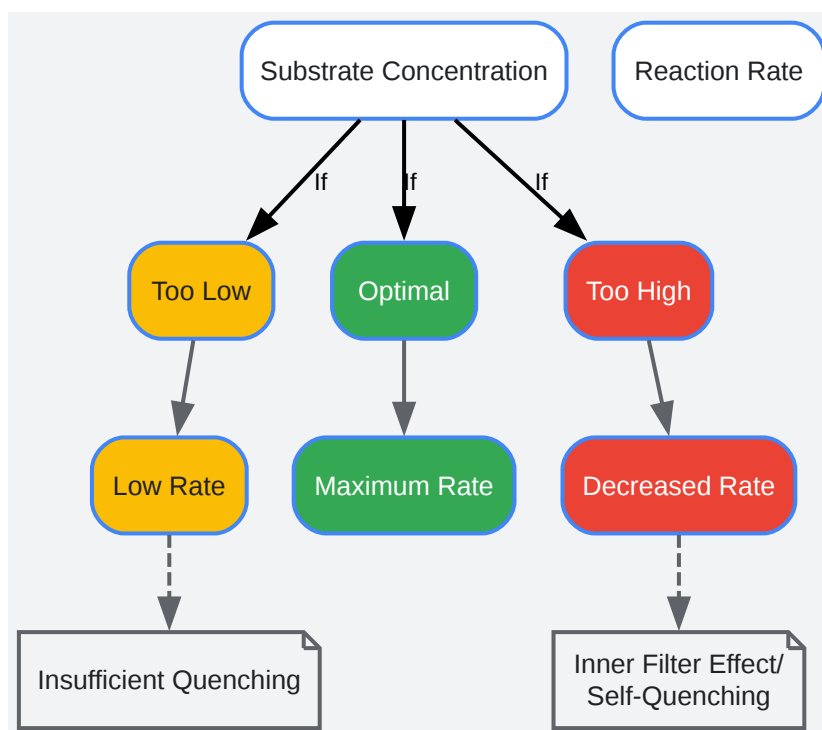 Substrate Concentration
Reaction Rate
If
If
If
Too Low
Optimal
Too High
Low Rate
Maximum Rate
Decreased Rate
Insufficient Quenching
Inner Filter Effect/
Self-Quenching